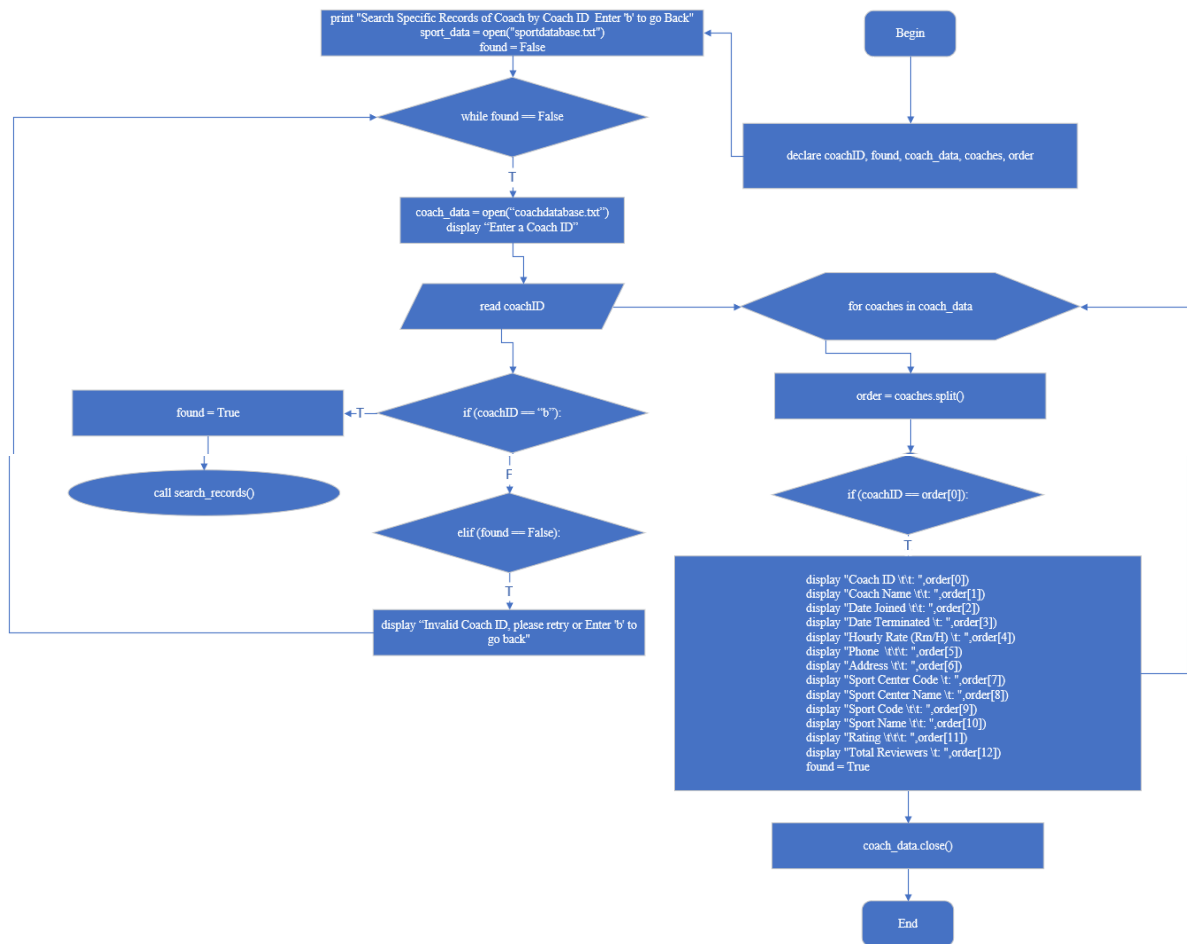 Begin
declare coachID, found, coach_data, coaches, order
print "Search Specific Records of Coach by Coach ID  Enter 'b' to go Back"
sport_data = open("sportdatabase.txt")
found = False
while found == False
T
coach_data = open(“coachdatabase.txt”)
display “Enter a Coach ID”
read coachID
if (coachID == “b”):
T
found = True
call search_records()
F
elif (found == False):
T
display “Invalid Coach ID, please retry or Enter 'b' to
go back"
for coaches in coach_data
order = coaches.split()
if (coachID == order[0]):
T
display "Coach ID \t\t: ",order[0])
display "Coach Name \t\t: ",order[1])
display "Date Joined \t\t: ",order[2])
display "Date Terminated \t: ",order[3])
display "Hourly Rate (Rm/H) \t: ",order[4])
display "Phone  \t\t\t: ",order[5])
display "Address \t\t: ",order[6])
display "Sport Center Code \t: ",order[7])
display "Sport Center Name \t: ",order[8])
display "Sport Code \t\t: ",order[9])
display "Sport Name \t\t: ",order[10])
display "Rating \t\t\t: ",order[11])
display "Total Reviewers \t: ",order[12])
found = True
coach_data.close()
End